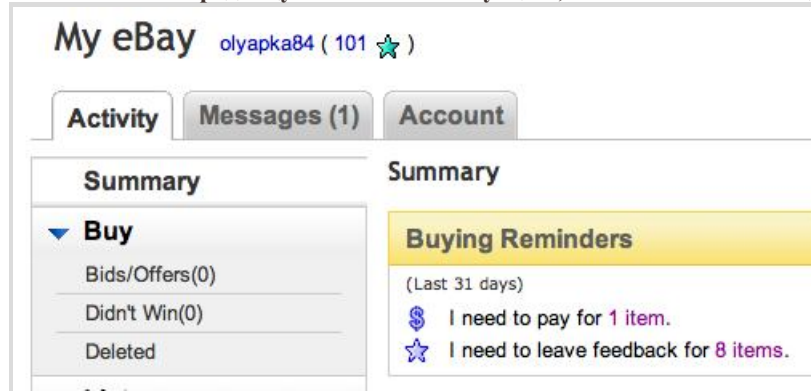 My eBay olyapka84 ( 101 )
Activity Messages (1) Account
Summary
Buy
Bids/Offers(0)
Didn't Win(0)
Deleted
Summary
Buying Reminders
(Last 31 days)
I need to pay for 1 item.
I need to leave feedback for 8 items.